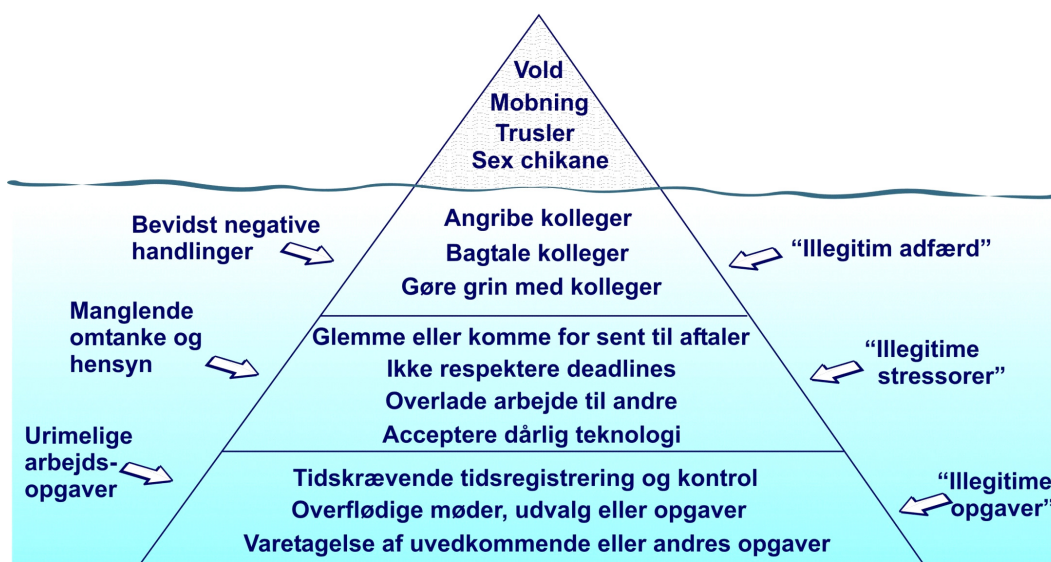 Vold
Mobning
Trusler
Sex chikane
Bevidst negative
handlinger
Angribe kolleger
Bagtale kolleger
Gøre grin med kolleger
“Illegitim adfærd”
Manglende
omtanke og
hensyn
Glemme eller komme for sent til aftaler
Ikke respektere deadlines
Overlade arbejde til andre
Acceptere dårlig teknologi
“Illegitime
stressorer”
Urimelige
arbejds-
opgaver
Tidskrævende tidsregistrering og kontrol
Overflødige møder, udvalg eller opgaver
Varetagelse af uvedkommende eller andres opgaver
“Illegitime
opgaver”